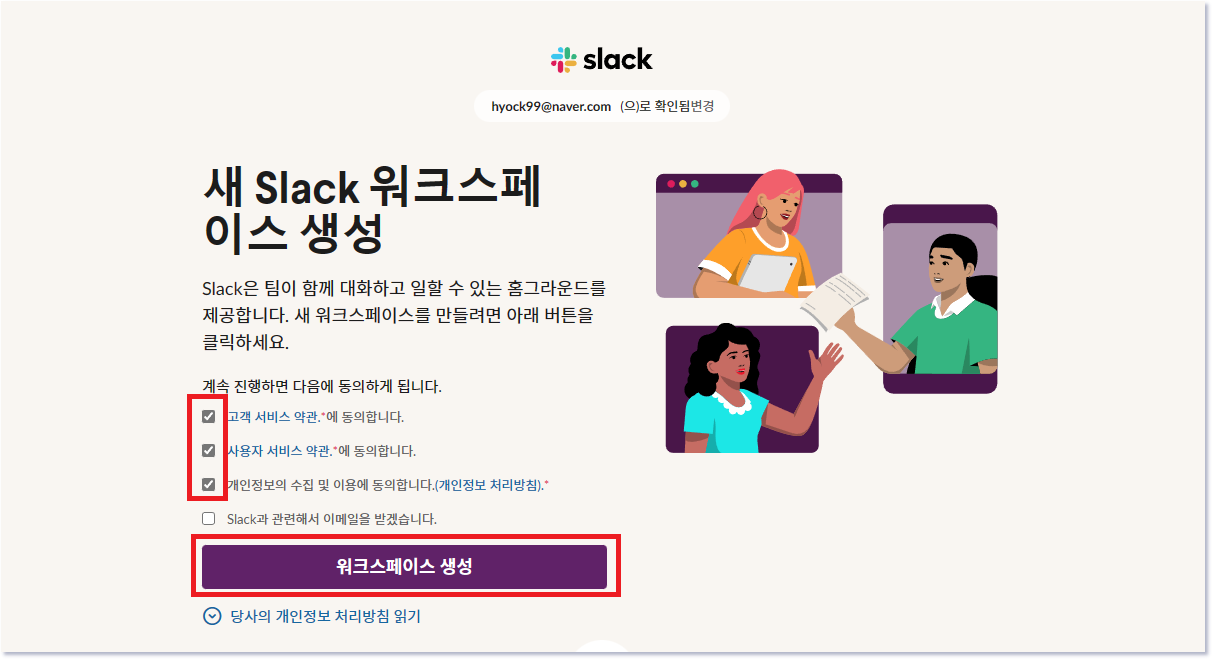 slack
hyock99@naver.com (으)로 확인됨변경
새 Slack 워크스페
이스 생성
Slack은 팀이 함께 대화하고 일할 수 있는 홈그라운드를
제공합니다. 새 워크스페이스를 만들려면 아래 버튼을
클릭하세요.
계속 진행하면 다음에 동의하게 됩니다.
고객 서비스 약관.*에 동의합니다.
사용자 서비스 약관.*에 동의합니다.
개인정보의 수집 및 이용에 동의합니다.(개인정보 처리방침).*
Slack과 관련해서 이메일을 받겠습니다.
워크스페이스 생성
당사의 개인정보 처리방침 읽기